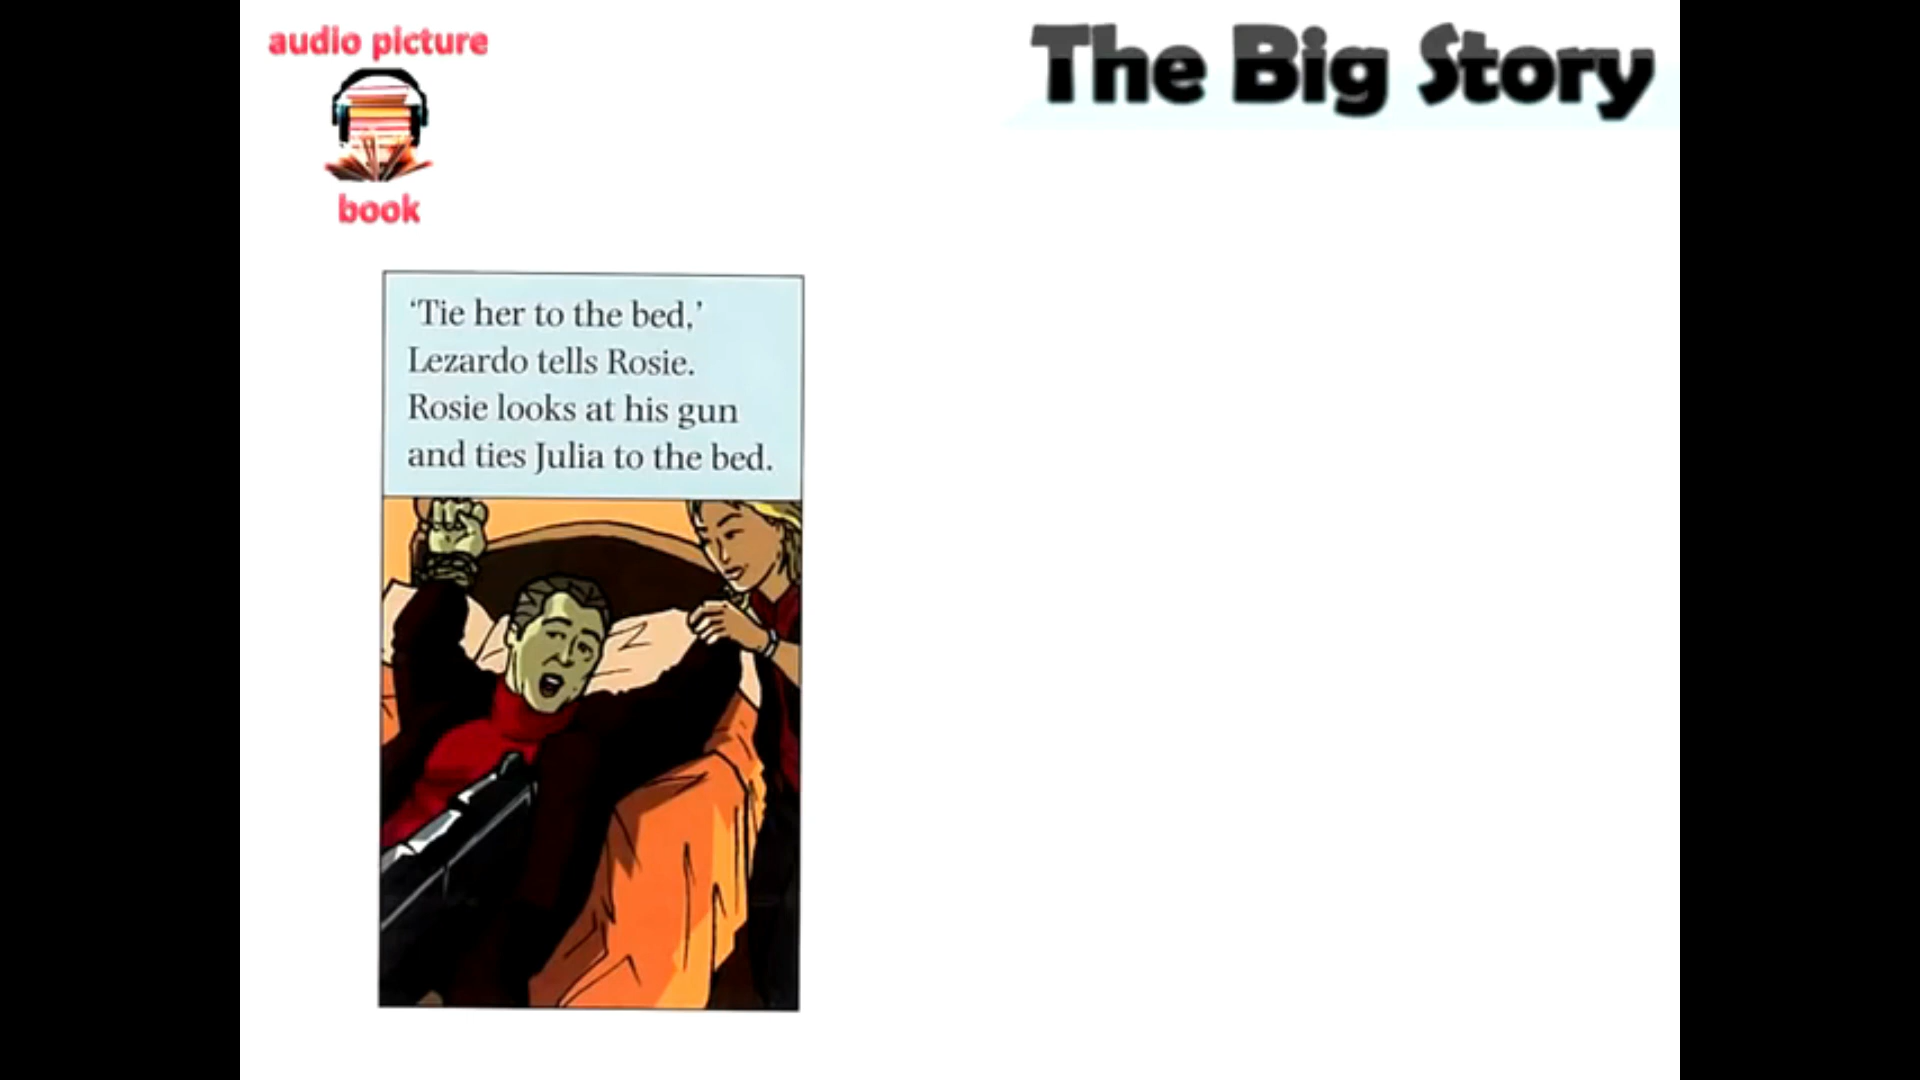 audio picture
book
The Big Story
‘Tie her to the bed,’
Lezardo tells Rosie.
Rosie looks at his gun
and ties Julia to the bed.